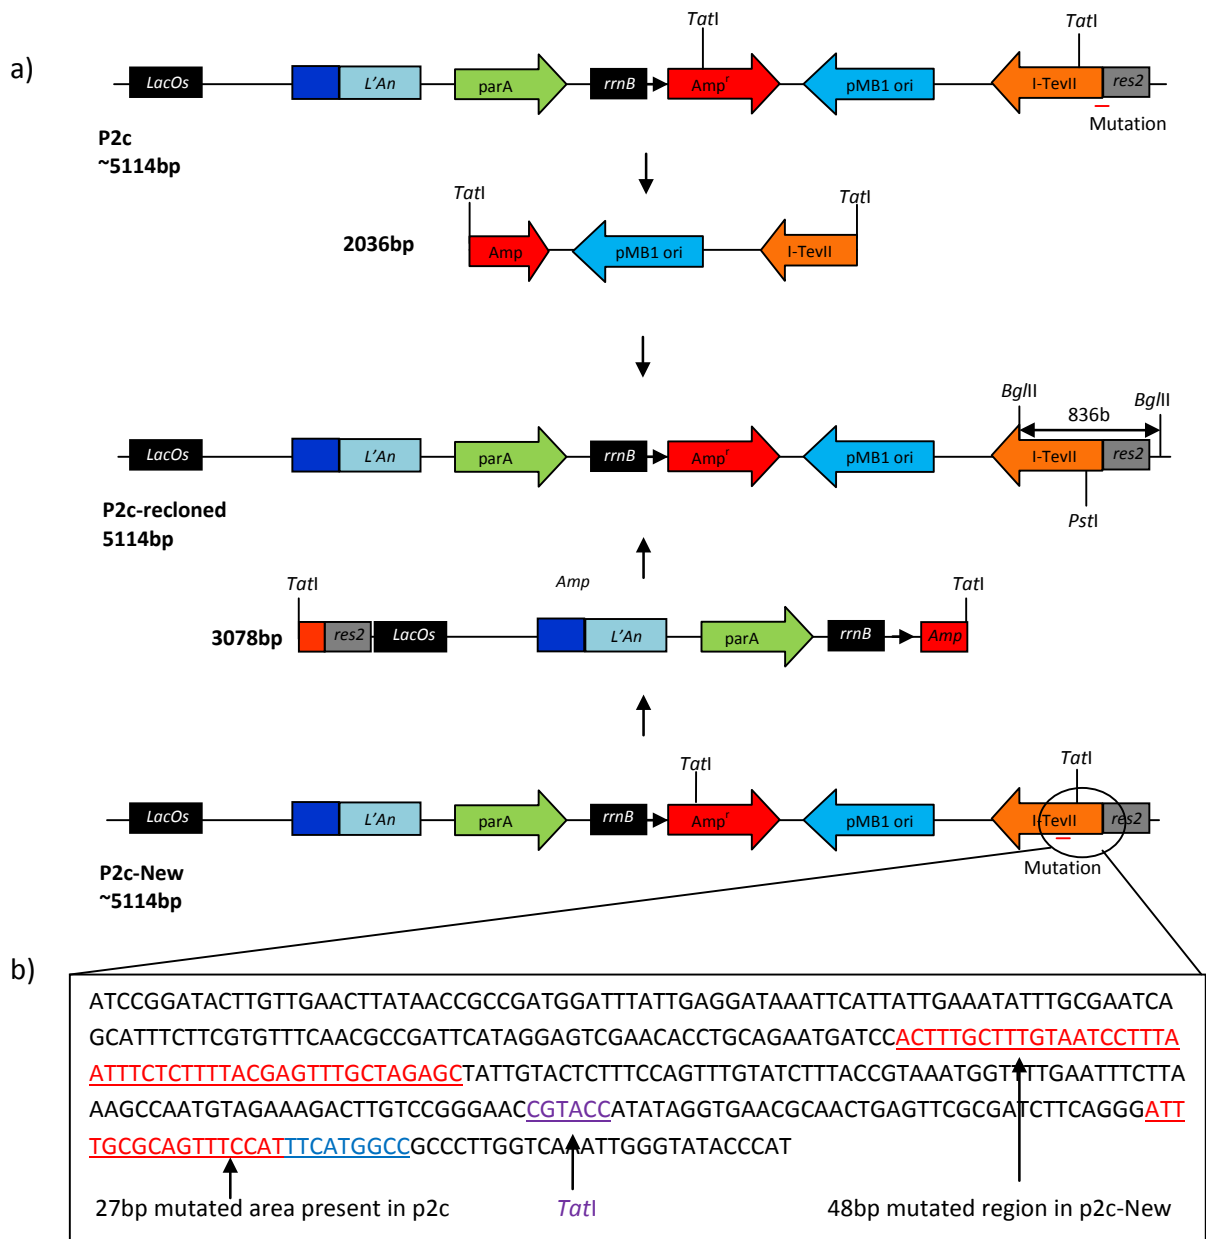 a)
TatI
TatI
LacOs
L'An
parA
rrnB
Ampr
pMB1 ori
I-TevII
res2
Mutation
P2c
~5114bp
TatI
TatI
2036bp
Amp
pMB1 ori
I-TevII
BglII
836b
BglII
LacOs
L'An
parA
rrnB
Ampr
pMB1 ori
I-TevII
res2
P2c-recloned
5114bp
PstI
TatI
Amp
TatI
3078bp
res2
LacOs
L'An
parA
rrnB
Amp
TatI
TatI
LacOs
L'An
parA
rrnB
Ampr
pMB1 ori
I-TevII
res2
Mutation
P2c-New
~5114bp
b)
ATCCGGATACTTGTTGAACTTATAACCGCCGATGGATTTATTGAGGATAAATTCATTATTGAAATATTTGCGAATCA
GCATTTCTTCGTGTTTCAACGCCGATTCATAGGAGTCGAACACCTGCAGAATGATCCACTTTGCTTTGTAATCCTTTA
ATTTCTCTTTTACGAGTTTGCTAGAGCTATTGTACTCTTTCCAGTTTGTATCTTTACCGTAAATGGTTTTGAATTTCTTA
AAGCCAATGTAGAAAGACTTGTCCGGGAACCGTACCATATAGGTGAACGCAACTGAGTTCGCGATCTTCAGGGATT
TGCGCAGTTTCCATTTCATGGCCGCCCTTGGTCAAATTGGGTATACCCAT
27bp mutated area present in p2c
TatI
48bp mutated region in p2c-New